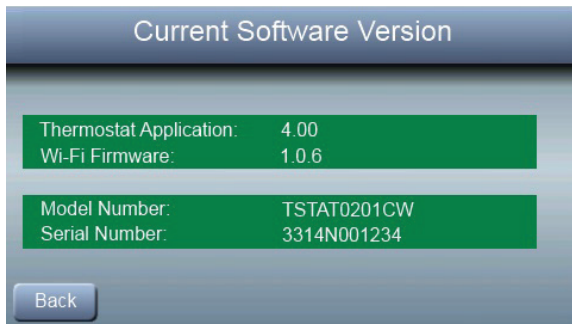 Current Software Version
Thermostat Application: 4.00
Wi-Fi Firmware: 1.0.6
Model Number: TSTAT0201CW
Serial Number: 3314N001234
Back